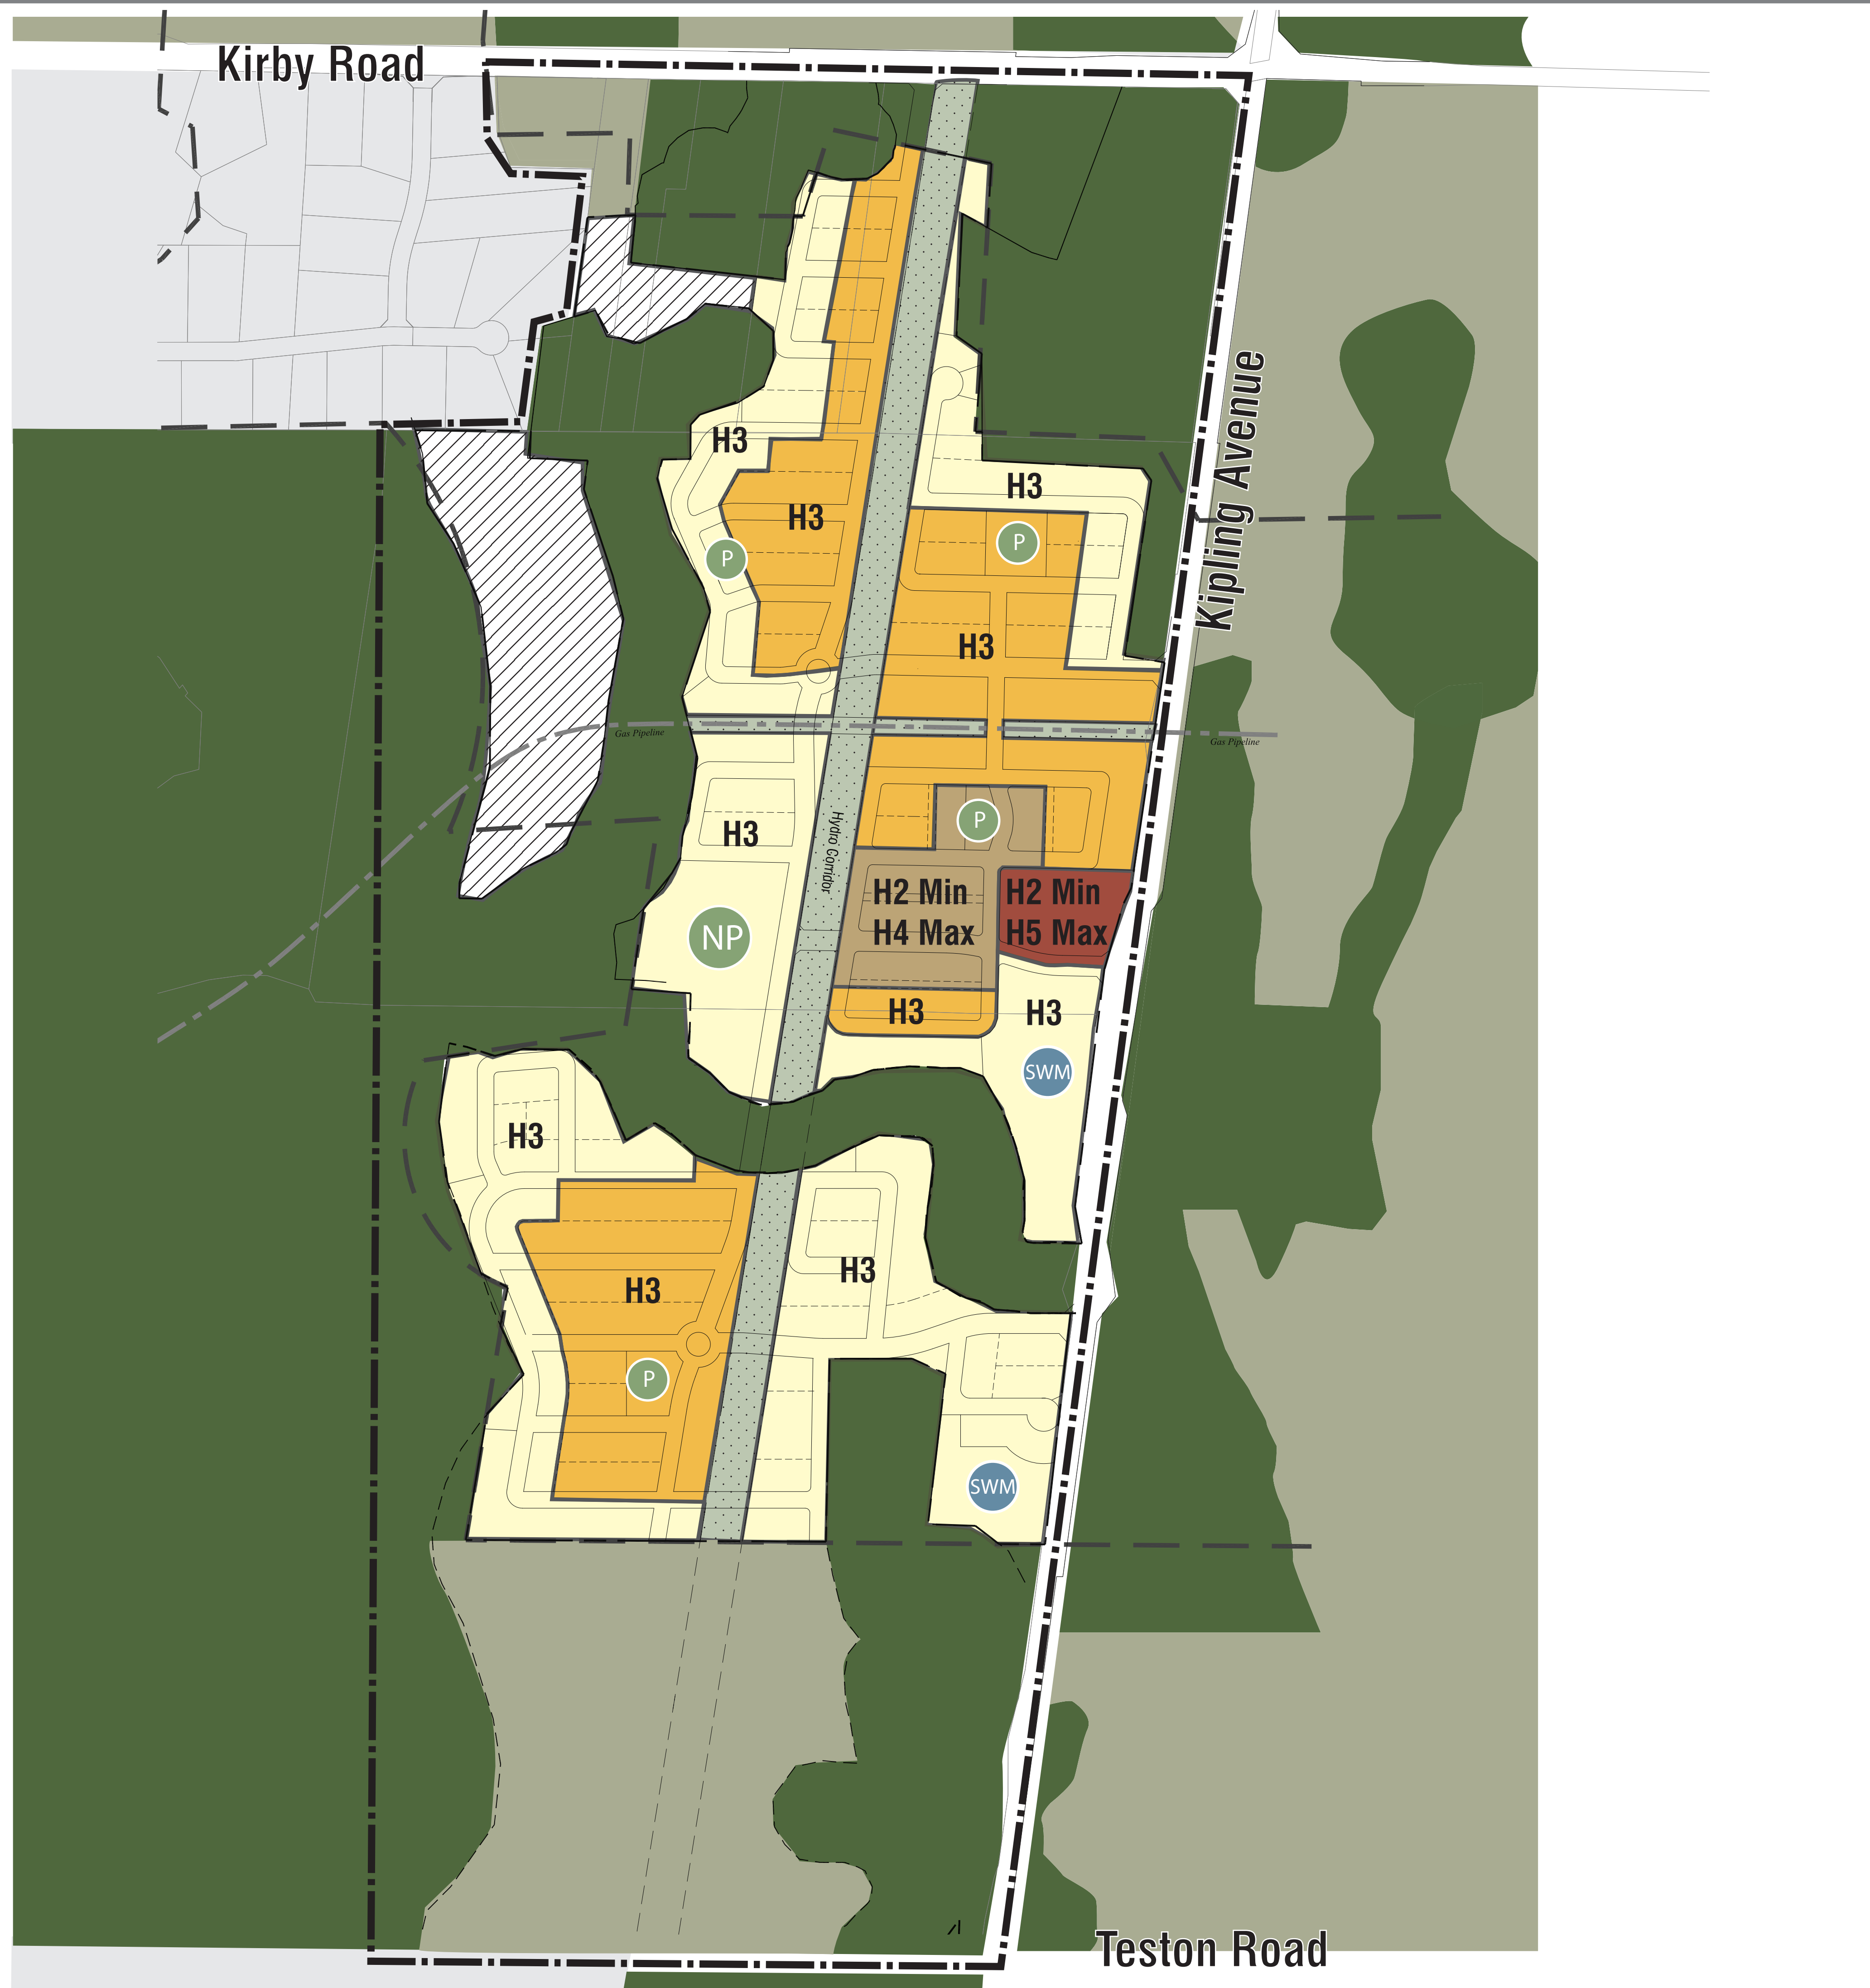 Kirby Road
Kipling Avenue
H3
H3
H3
P
P
H3
Gas Pipeline
Gas Pipeline
H3
P
Hydro Corridor
H2 Min
H4 Max
H2 Min
H5 Max
NP
H3
H3
SWM
H3
H3
H3
P
SWM
Teston Road